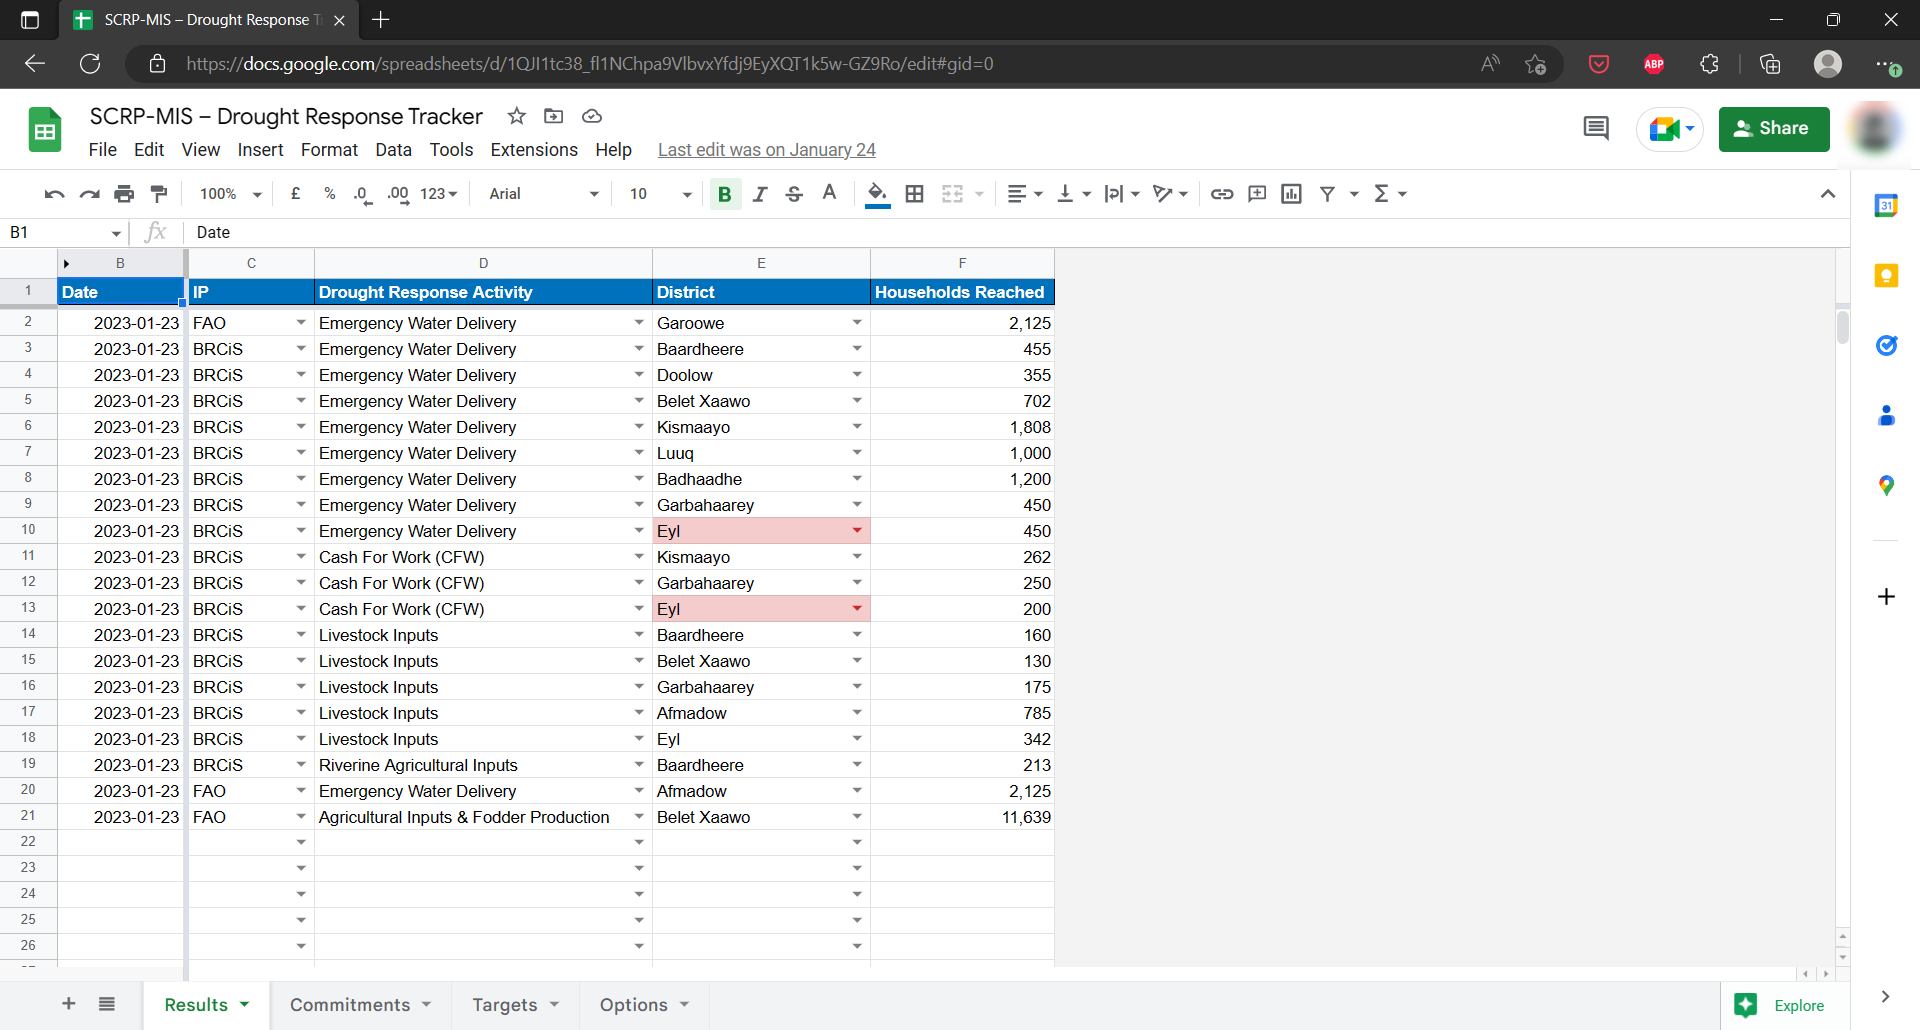 SCRP-MIS – Drought Response T
https://docs.google.com/spreadsheets/d/1QJI1tc38_fl1NChpa9VlbvxYfdj9EyXQT1k5w-GZ9Ro/edit#gid=0
ABP
SCRP-MIS – Drought Response Tracker
Share
File Edit View Insert Format Data Tools Extensions Help Last edit was on January 24
100% £ % .0 .00 123 Arial 10 B I S A Σ
31
B1 fx Date
B C D E F
1 Date IP Drought Response Activity District Households Reached
2 2023-01-23 FAO Emergency Water Delivery Garoowe 2,125
3 2023-01-23 BRCiS Emergency Water Delivery Baardheere 455
4 2023-01-23 BRCiS Emergency Water Delivery Doolow 355
5 2023-01-23 BRCiS Emergency Water Delivery Belet Xaawo 702
6 2023-01-23 BRCiS Emergency Water Delivery Kismaayo 1,808
7 2023-01-23 BRCiS Emergency Water Delivery Luuq 1,000
8 2023-01-23 BRCiS Emergency Water Delivery Badhaadhe 1,200
9 2023-01-23 BRCiS Emergency Water Delivery Garbahaarey 450
10 2023-01-23 BRCiS Emergency Water Delivery Eyl 450
11 2023-01-23 BRCiS Cash For Work (CFW) Kismaayo 262
12 2023-01-23 BRCiS Cash For Work (CFW) Garbahaarey 250
13 2023-01-23 BRCiS Cash For Work (CFW) Eyl 200
14 2023-01-23 BRCiS Livestock Inputs Baardheere 160
15 2023-01-23 BRCiS Livestock Inputs Belet Xaawo 130
16 2023-01-23 BRCiS Livestock Inputs Garbahaarey 175
17 2023-01-23 BRCiS Livestock Inputs Afmadow 785
18 2023-01-23 BRCiS Livestock Inputs Eyl 342
19 2023-01-23 BRCiS Riverine Agricultural Inputs Baardheere 213
20 2023-01-23 FAO Emergency Water Delivery Afmadow 2,125
21 2023-01-23 FAO Agricultural Inputs & Fodder Production Belet Xaawo 11,639
22
23
24
25
26
Results Commitments Targets Options Explore